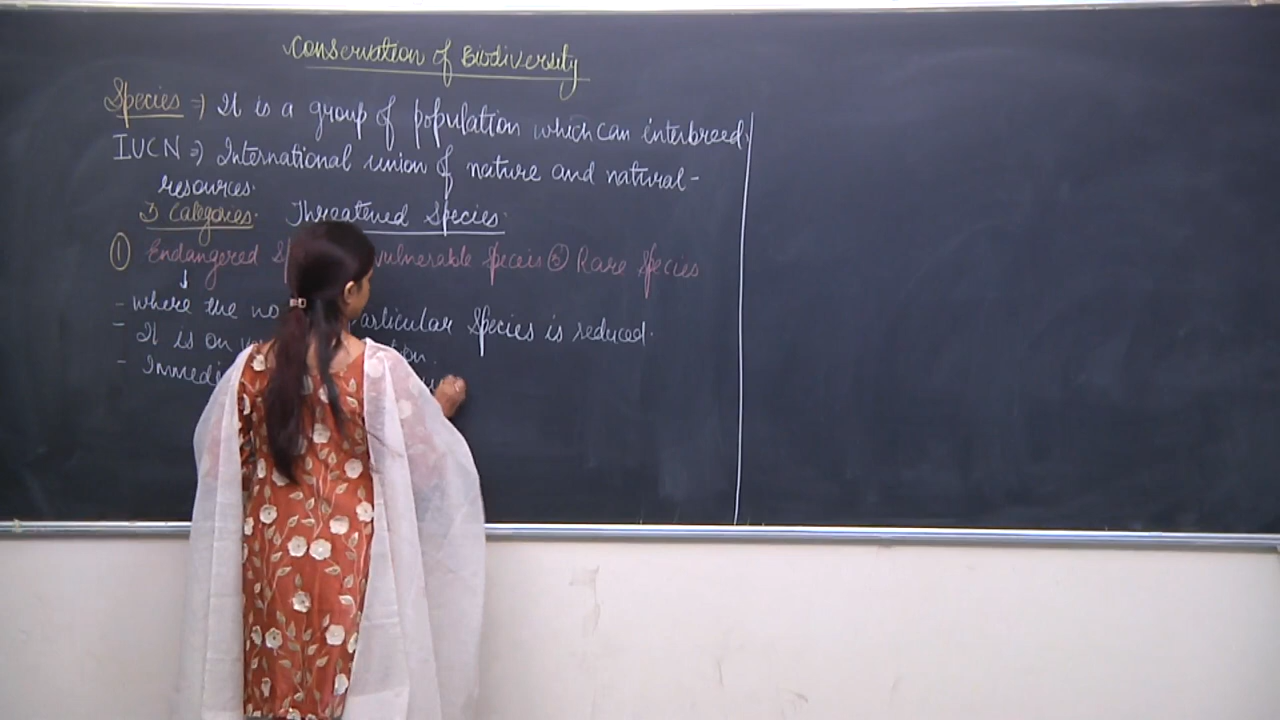 Conservation of Biodiversity
Species => It is a group of population which can interbreed.
IUCN => International union of nature and natural-
resources.
3 Categories. Threatened Species.
① Endangered vulnerable speceis ③ Rare Species
- where the no particular Species is reduced.
- It is on
-